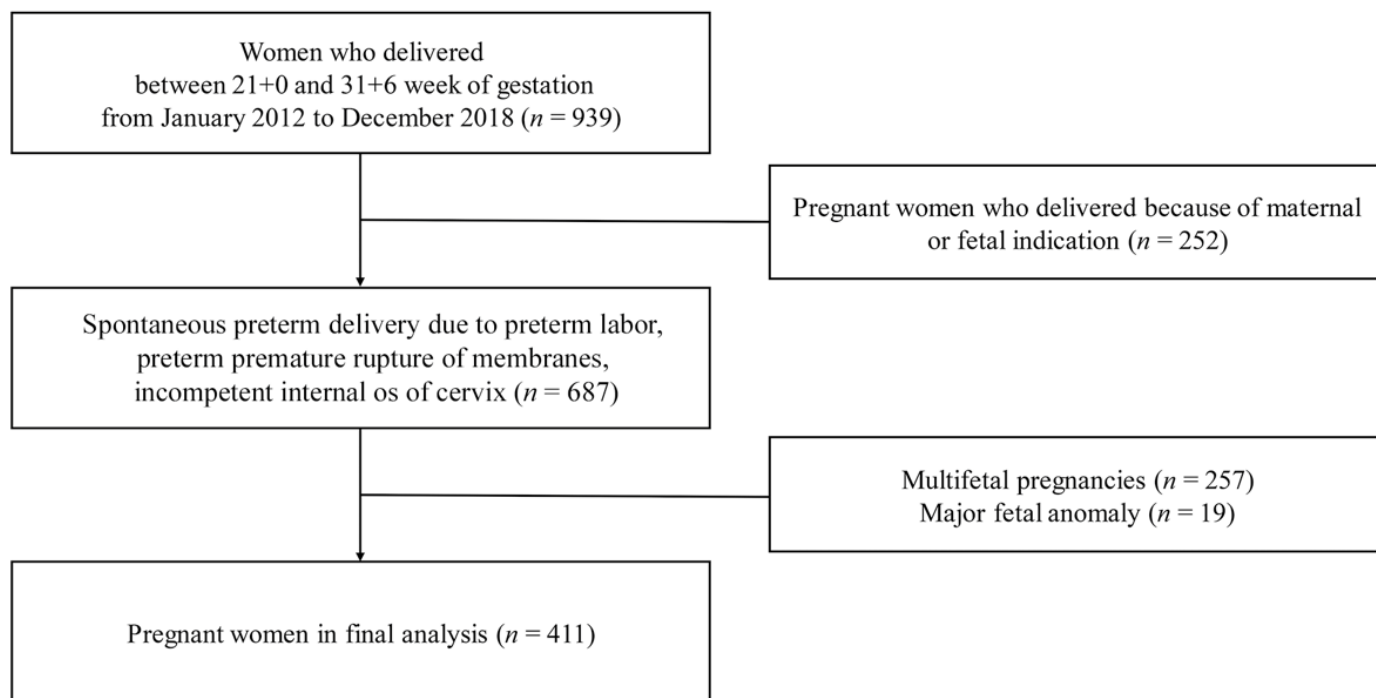 Women who delivered
between 21+0 and 31+6 week of gestation
from January 2012 to December 2018 (n = 939)
Pregnant women who delivered because of maternal
or fetal indication (n = 252)
Spontaneous preterm delivery due to preterm labor,
preterm premature rupture of membranes,
incompetent internal os of cervix (n = 687)
Multifetal pregnancies (n = 257)
Major fetal anomaly (n = 19)
Pregnant women in final analysis (n = 411)